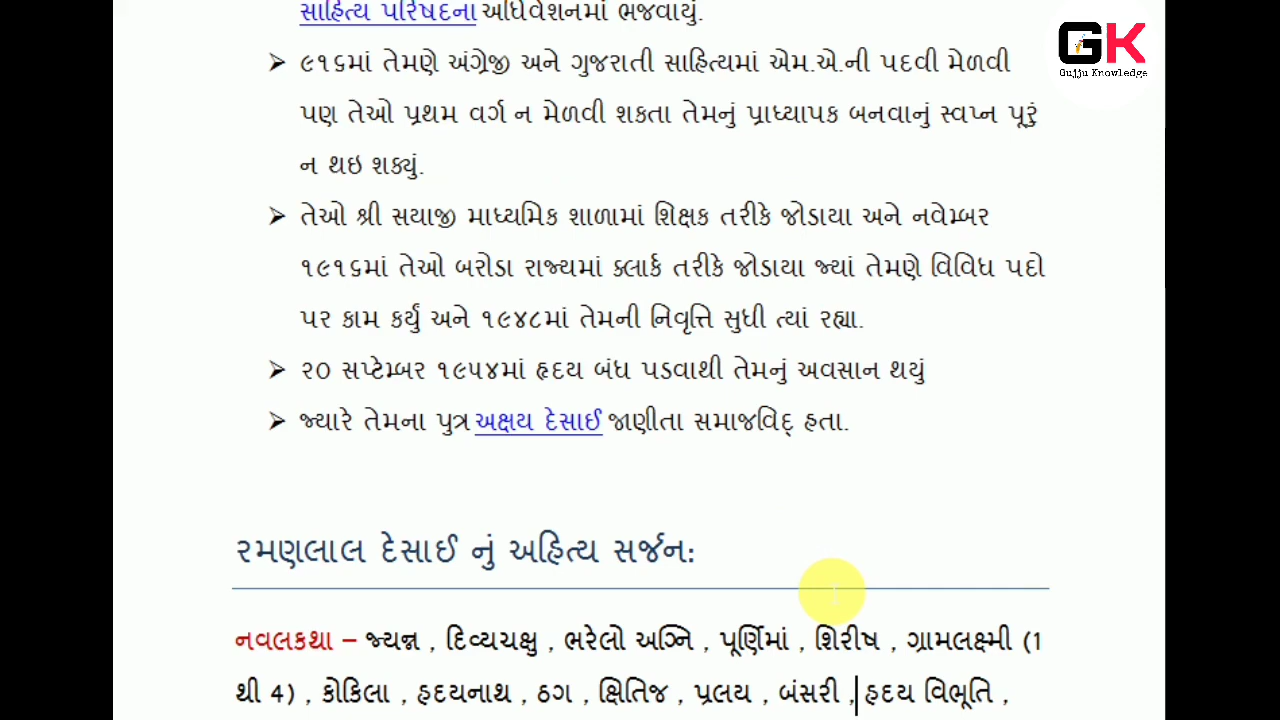 સાહિત્ય પરિષદના અધિવેશનમાં ભજવાયું.
GK
Gujju Knowledge
➢ ૯૧૬માં તેમણે અંગ્રેજી અને ગુજરાતી સાહિત્યમાં એમ.એ.ની પદવી મેળવી
પણ તેઓ પ્રથમ વર્ગ ન મેળવી શકતા તેમનું પ્રાધ્યાપક બનવાનું સ્વપ્ન પૂરું
ન થઇ શક્યું.
➢ તેઓ શ્રી સયાજી માધ્યમિક શાળામાં શિક્ષક તરીકે જોડાયા અને નવેમ્બર
૧૯૧૬માં તેઓ બરોડા રાજ્યમાં ક્લાર્ક તરીકે જોડાયા જ્યાં તેમણે વિવિધ પદો
પર કામ કર્યું અને ૧૯૪૮માં તેમની નિવૃત્તિ સુધી ત્યાં રહ્યા.
➢ ૨૦ સપ્ટેમ્બર ૧૯૫૪માં હૃદય બંધ પડવાથી તેમનું અવસાન થયું
➢ જ્યારે તેમના પુત્ર અક્ષય દેસાઈ જાણીતા સમાજવિદ્ હતા.
રમણલાલ દેસાઈ નું અહિત્ય સર્જન:
નવલકથા – જ્યન્ન , દિવ્યચક્ષુ , ભરેલો અગ્નિ , પૂર્ણિમાં , શિરીષ , ગ્રામલક્ષ્મી (1
થી 4) , કોકિલા , હૃદયનાથ , ઠગ , ક્ષિતિજ , પ્રલય , બંસરી , હૃદય વિભૂતિ ,